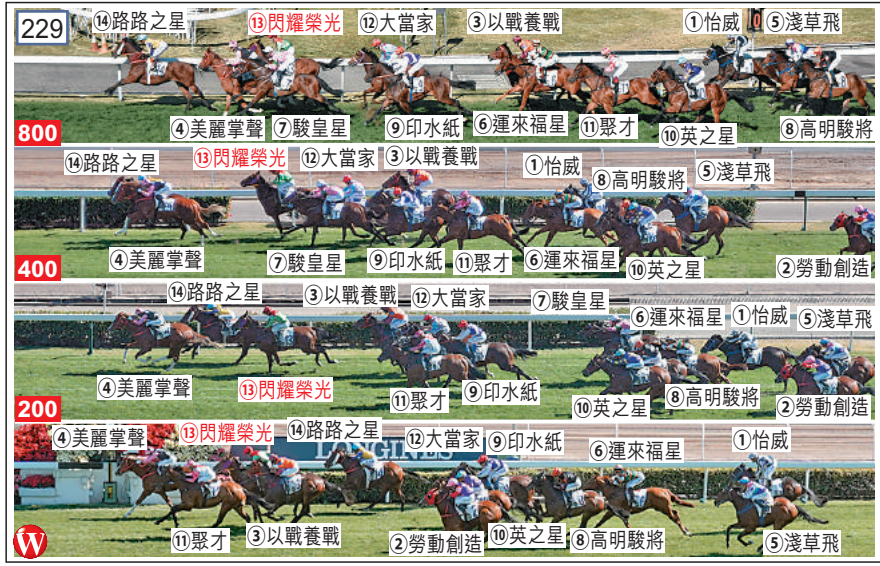 229
⑭路路之星 ⑬閃耀榮光 ⑫大當家 ③以戰養戰 ①怡威 ⑤淺草飛
800
④美麗掌聲 ⑦駿皇星 ⑨印水紙 ⑥運來福星 ⑪聚才 ⑩英之星 ⑧高明駿將
⑭路路之星 ⑬閃耀榮光 ⑫大當家 ③以戰養戰 ①怡威 ⑧高明駿將 ⑤淺草飛
400
④美麗掌聲 ⑦駿皇星 ⑨印水紙 ⑪聚才 ⑥運來福星 ⑩英之星 ②勞動創造
⑭路路之星 ③以戰養戰 ⑫大當家 ⑦駿皇星 ⑥運來福星 ①怡威 ⑤淺草飛
200
④美麗掌聲 ⑬閃耀榮光 ⑪聚才 ⑨印水紙 ⑩英之星 ⑧高明駿將 ②勞動創造
④美麗掌聲 ⑬閃耀榮光 ⑭路路之星 ⑫大當家 ⑨印水紙 ⑥運來福星 ①怡威
LONGINES
W
⑪聚才 ③以戰養戰 ②勞動創造 ⑩英之星 ⑧高明駿將 ⑤淺草飛